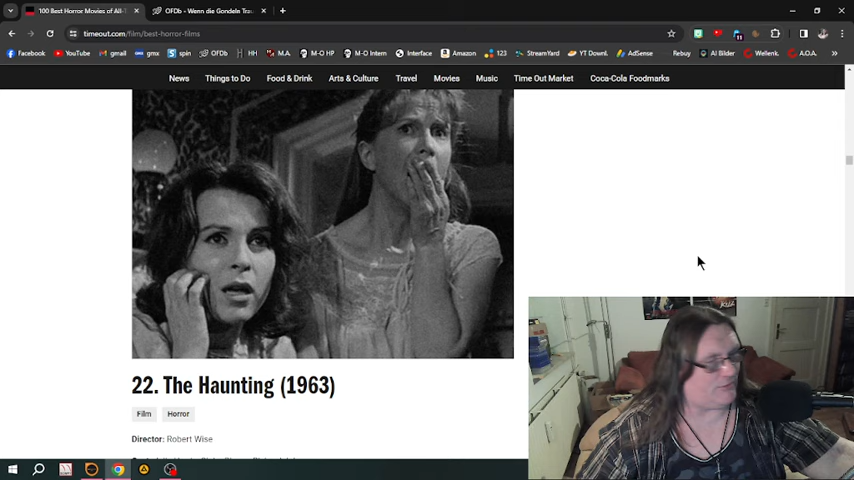 100 Best Horror Movies of All-T
OFDb - Wenn die Gondeln Trau
timeout.com/film/best-horror-films
Facebook YouTube gmail gmx spin OFDb HH M.A. M-O HP M-O Intern Interface Amazon 123 StreamYard YT Downl. AdSense Rebuy AI Bilder Wellenk. A.O.A.
News Things to Do Food & Drink Arts & Culture Travel Movies Music Time Out Market Coca-Cola Foodmarks
22. The Haunting (1963)
Film Horror
Director: Robert Wise